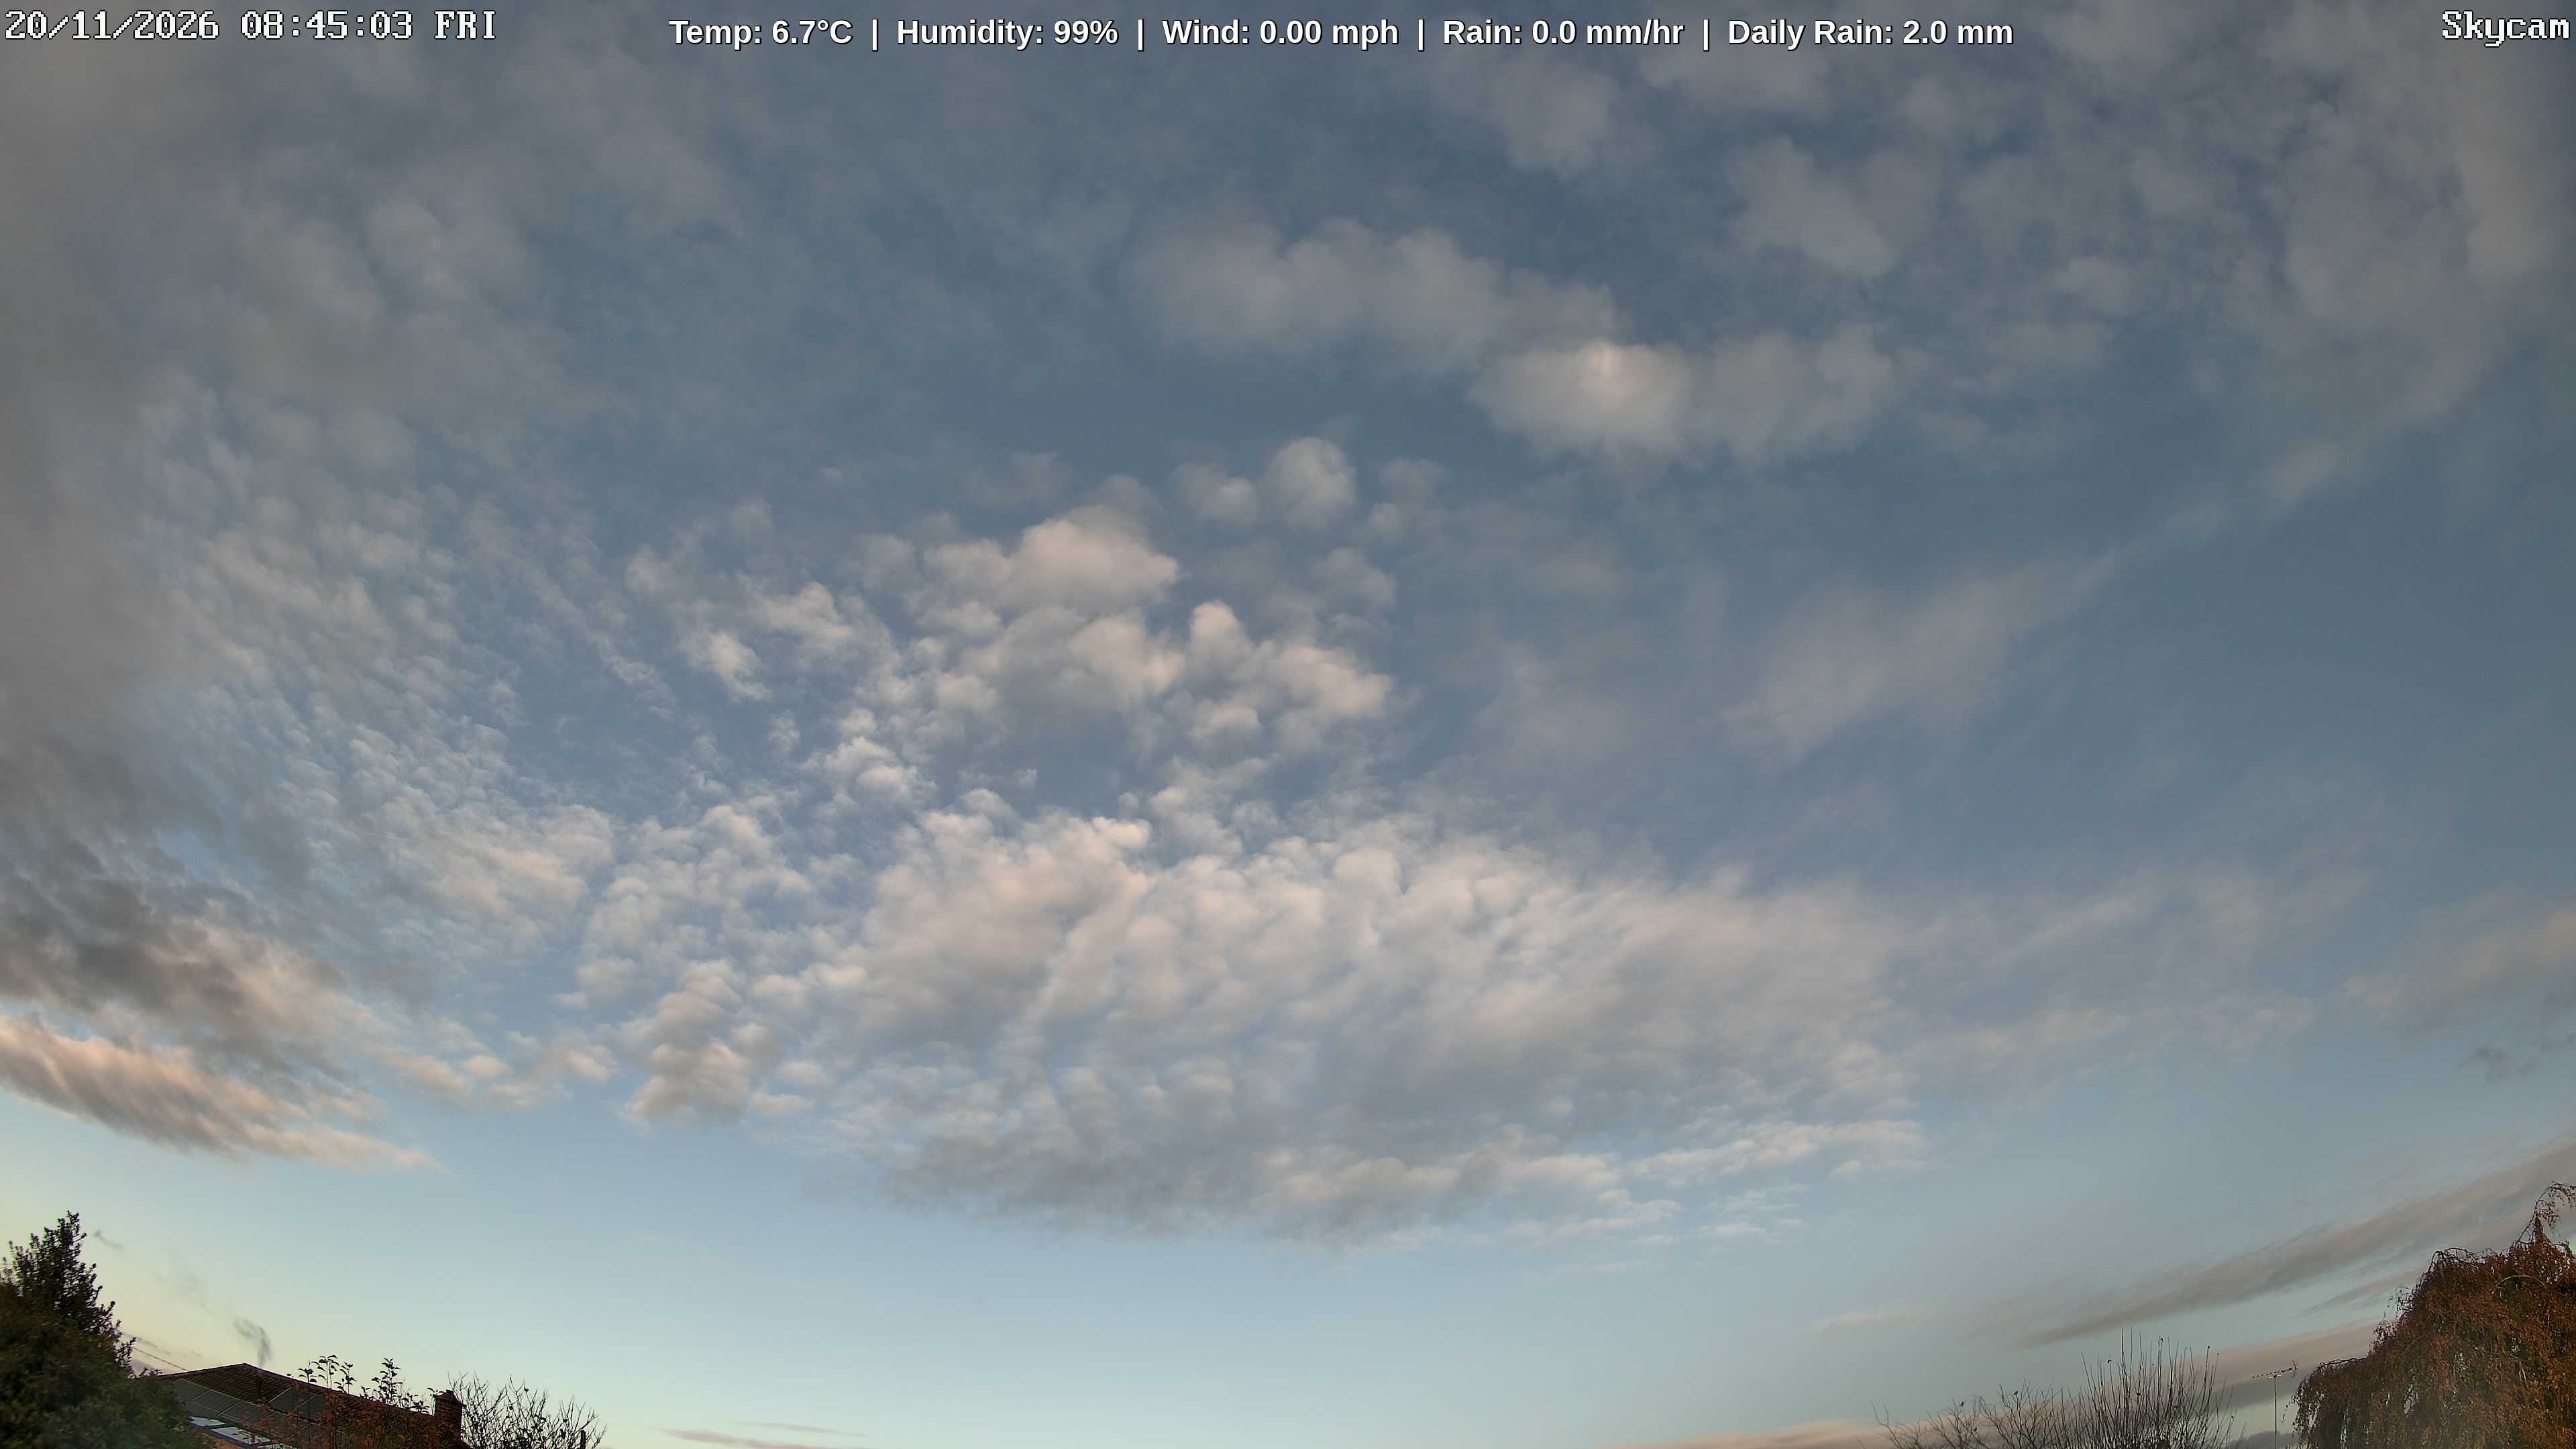 20/11/2026 08:45:03 FRI
Temp: 6.7°C | Humidity: 99% | Wind: 0.00 mph | Rain: 0.0 mm/hr | Daily Rain: 2.0 mm
Skycam